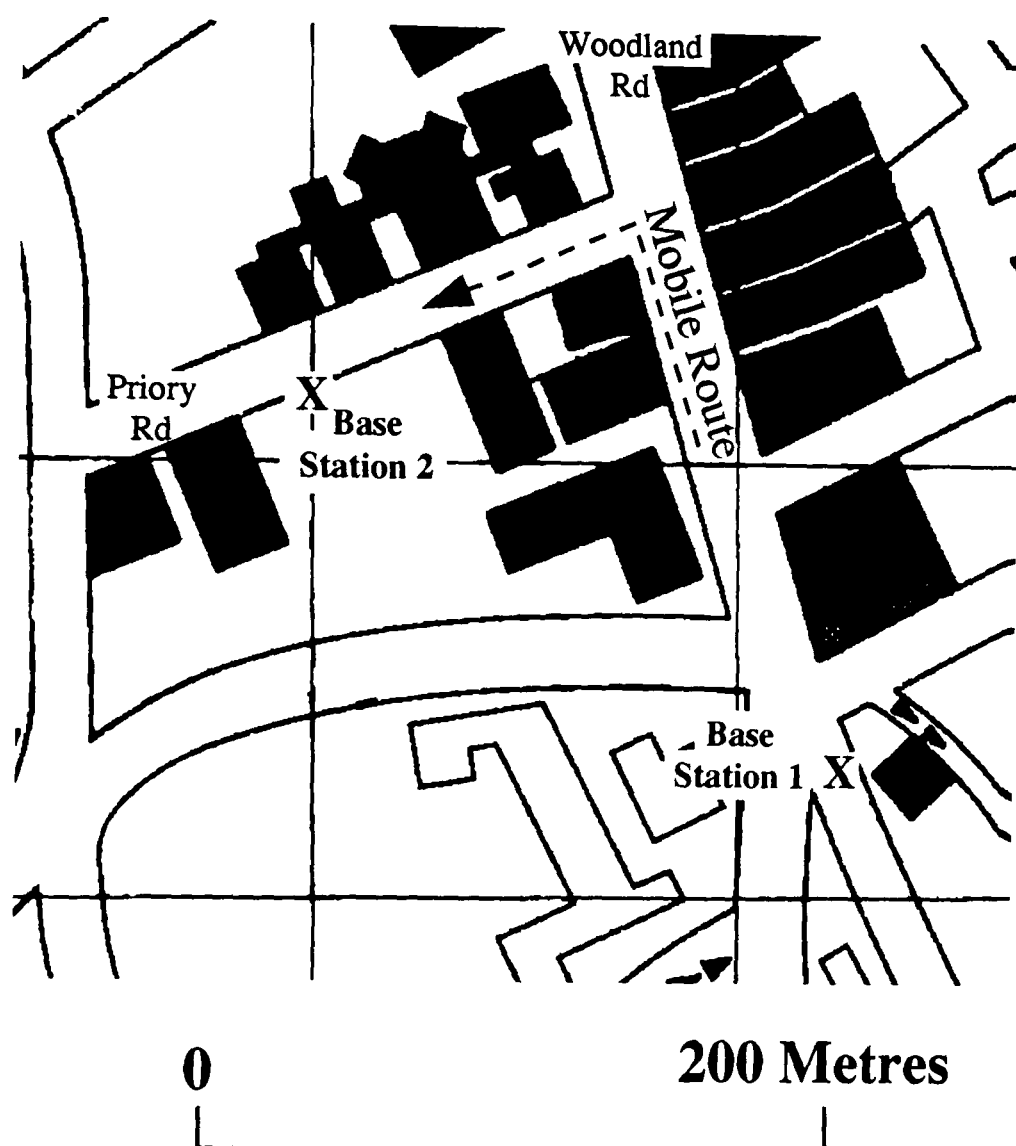 Woodland
Rd
Mobile Route
Priory
Rd
X
Base
Station 2
Base
Station 1 X
0
200 Metres